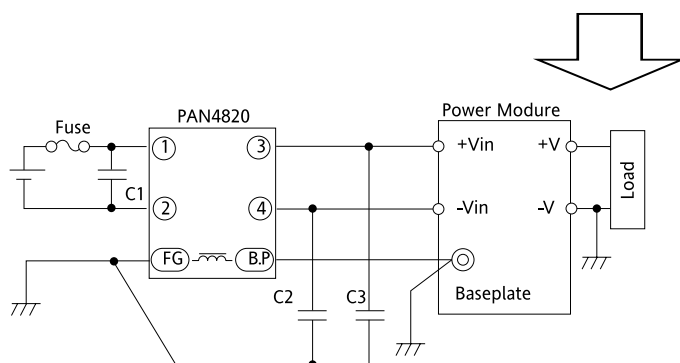 PAN4820
Power Modure
Fuse
1
3
+Vin
+V
C1
Load
2
4
-Vin
-V
FG
B.P
C2
C3
Baseplate